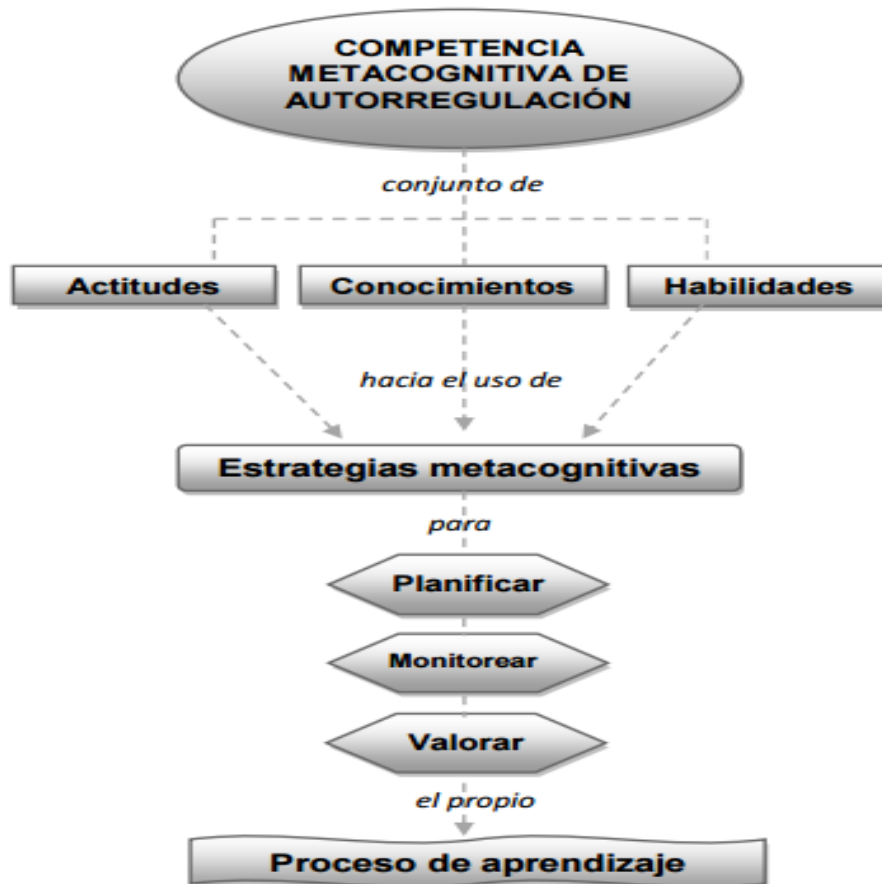 COMPETENCIA
METACOGNITIVA DE
AUTORREGULACIÓN
conjunto de
Actitudes
Conocimientos
Habilidades
hacia el uso de
Estrategias metacognitivas
para
Planificar
Monitorear
Valorar
el propio
Proceso de aprendizaje